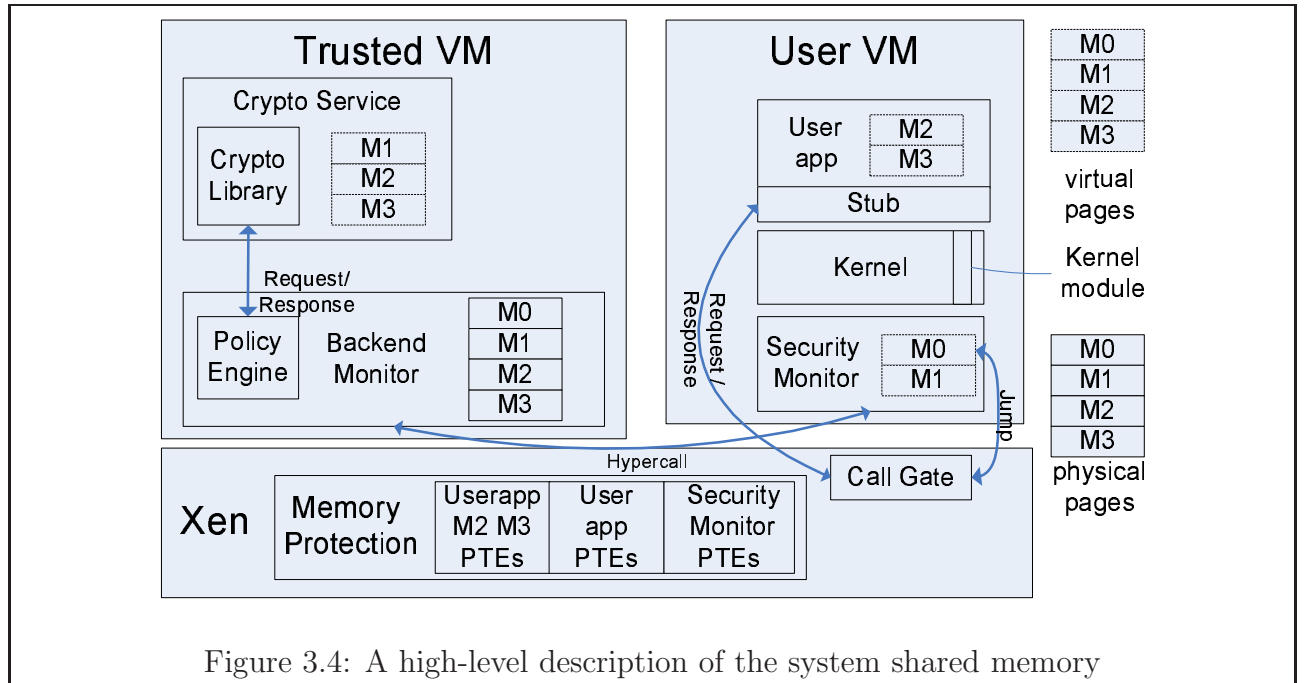 Trusted VM
Crypto Service
Crypto
Library
M1
M2
M3
Request/
Response
Policy
Engine
Backend
Monitor
M0
M1
M2
M3
User VM
User
app
M2
M3
Stub
Kernel
Request /
Response
Security
Monitor
M0
M1
Jump
M0
M1
M2
M3
virtual
pages
Kernel
module
M0
M1
M2
M3
physical
pages
Hypercall
Call Gate
Xen
Memory
Protection
Userapp
M2 M3
PTEs
User
app
PTEs
Security
Monitor
PTEs
Figure 3.4: A high-level description of the system shared memory